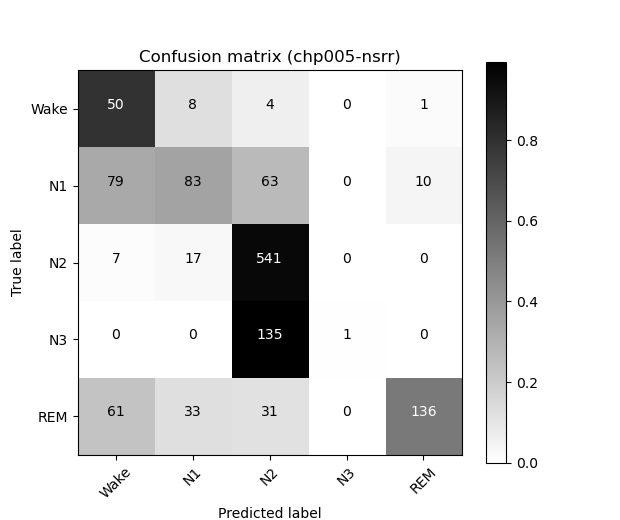 Confusion matrix (chp005-nsrr)
Wake 50 8 4 0 1
N1 79 83 63 0 10
N2 7 17 541 0 0
N3 0 0 135 1 0
REM 61 33 31 0 136
Wake N1 N2 N3 REM
Predicted label
True label
0.8
0.6
0.4
0.2
0.0